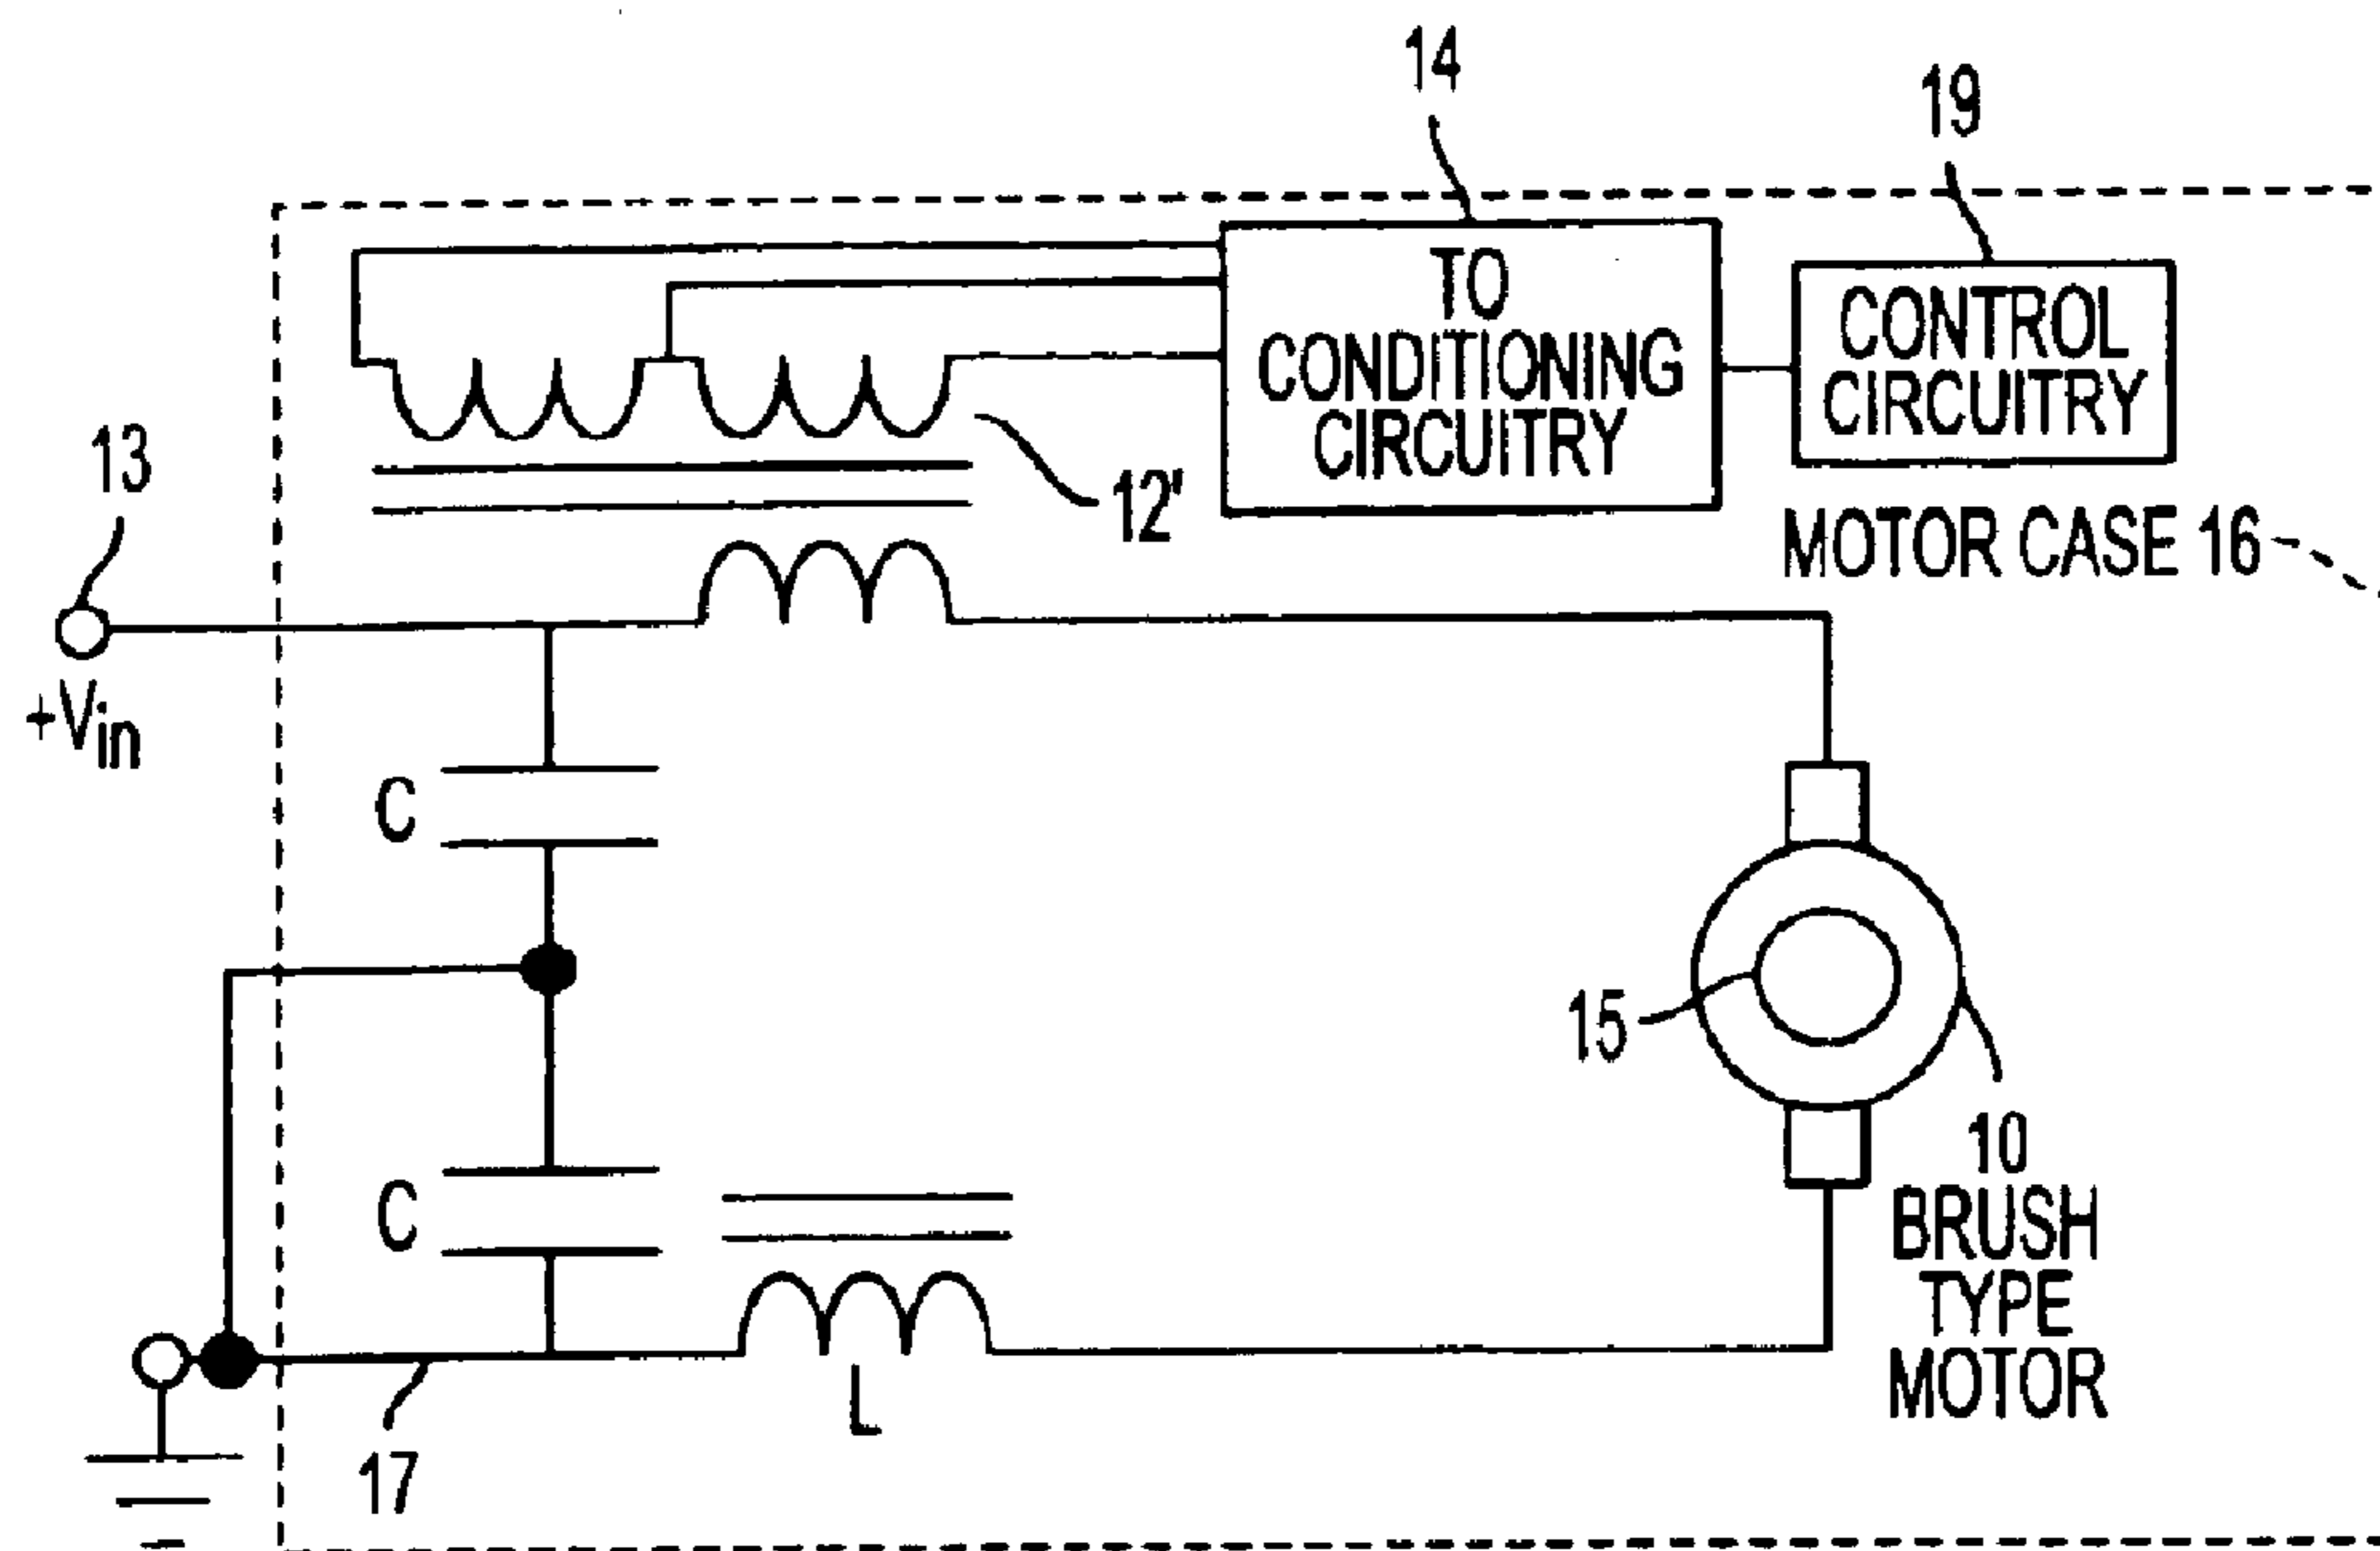 14
19
TO
CONDITIONING
CIRCUITRY
CONTROL
CIRCUITRY
13
12'
MOTOR CASE 16
+Vin
C
15
10
BRUSH
TYPE
MOTOR
C
L
17